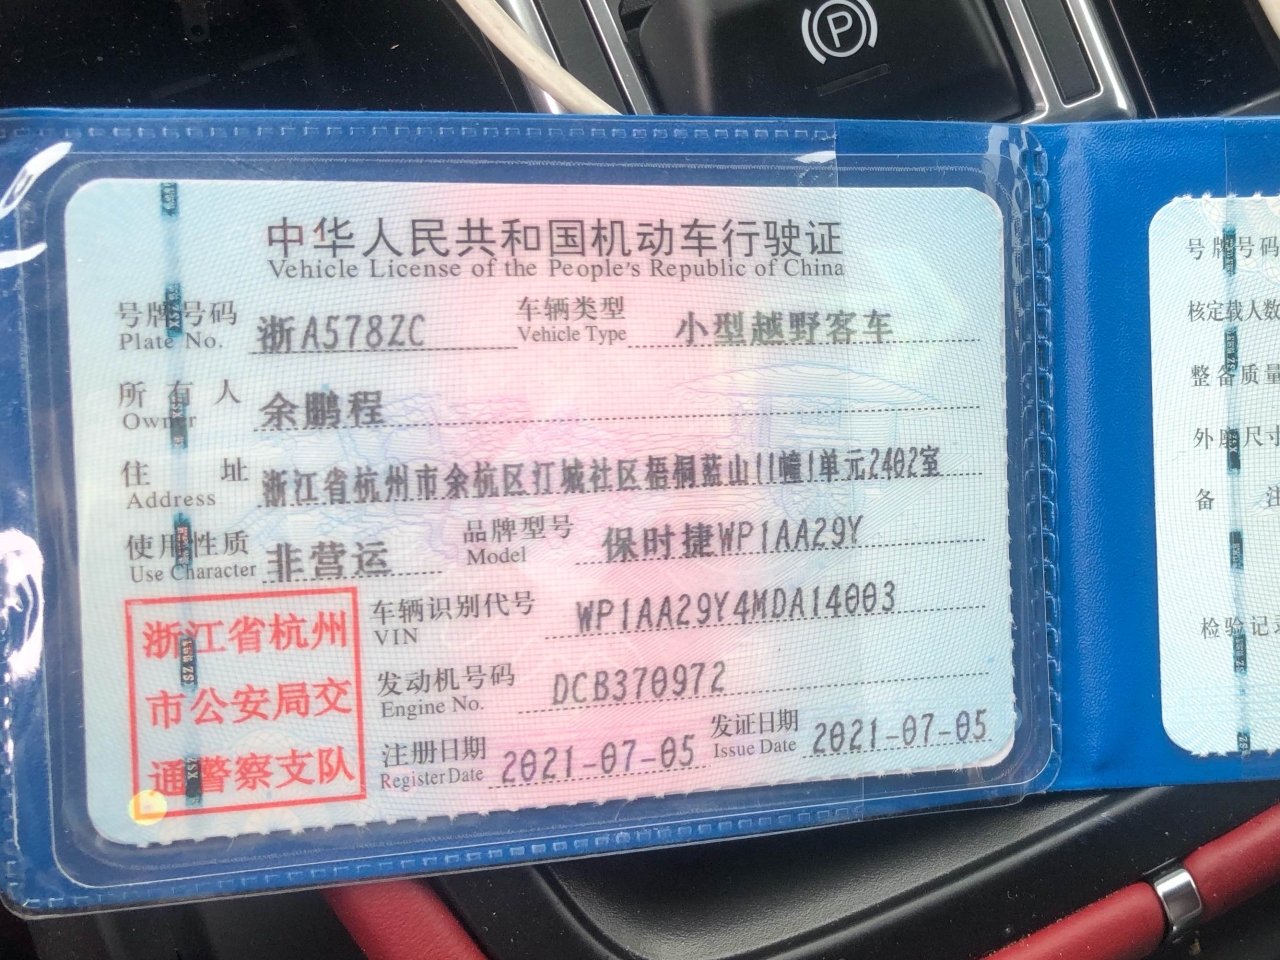 中华人民共和国机动车行驶证
Vehicle License of the People's Republic of China
号牌号码 浙A578ZC 车辆类型 小型越野客车
Plate No. Vehicle Type
所有人 余鹏程
Owner
住址 浙江省杭州市余杭区汀城社区梧桐蓝山11幢1单元2402室
Address
使用性质 非营运 品牌型号 保时捷WP1AA29Y
Use Character Model
车辆识别代号 WP1AA29Y4MDA14003
VIN
发动机号码 DCB370972
Engine No.
注册日期 2021-07-05 发证日期 2021-07-05
Register Date Issue Date
浙江省杭州
市公安局交
通警察支队
号牌号码
核定载人数
整备质量
外廓尺寸
备注
检验记录
P